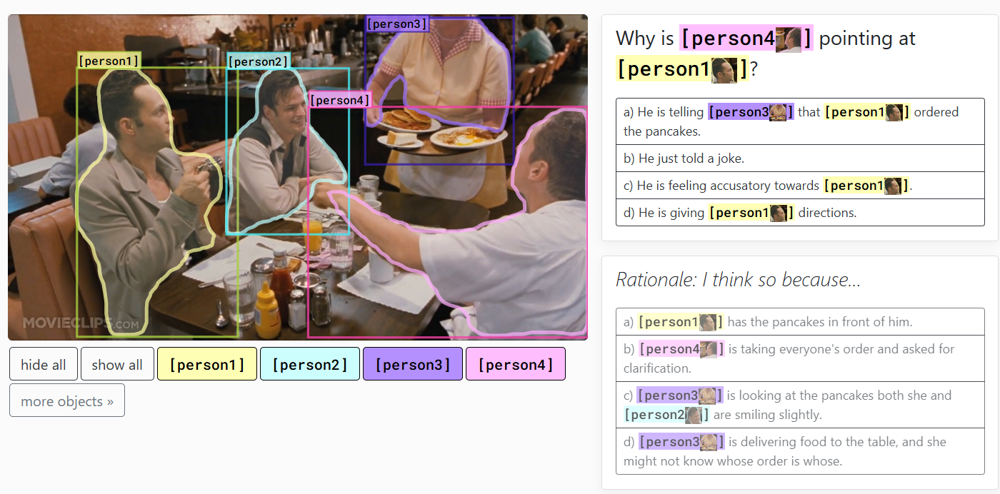 [person1]
[person2]
[person3]
[person4]
MOVIECLIPS.COM
hide all
show all
[person1]
[person2]
[person3]
[person4]
more objects »
Why is [person4] pointing at
[person1]?
a) He is telling [person3] that [person1] ordered
the pancakes.
b) He just told a joke.
c) He is feeling accusatory towards [person1].
d) He is giving [person1] directions.
Rationale: I think so because...
a) [person1] has the pancakes in front of him.
b) [person4] is taking everyone's order and asked for
clarification.
c) [person3] is looking at the pancakes both she and
[person2] are smiling slightly.
d) [person3] is delivering food to the table, and she
might not know whose order is whose.